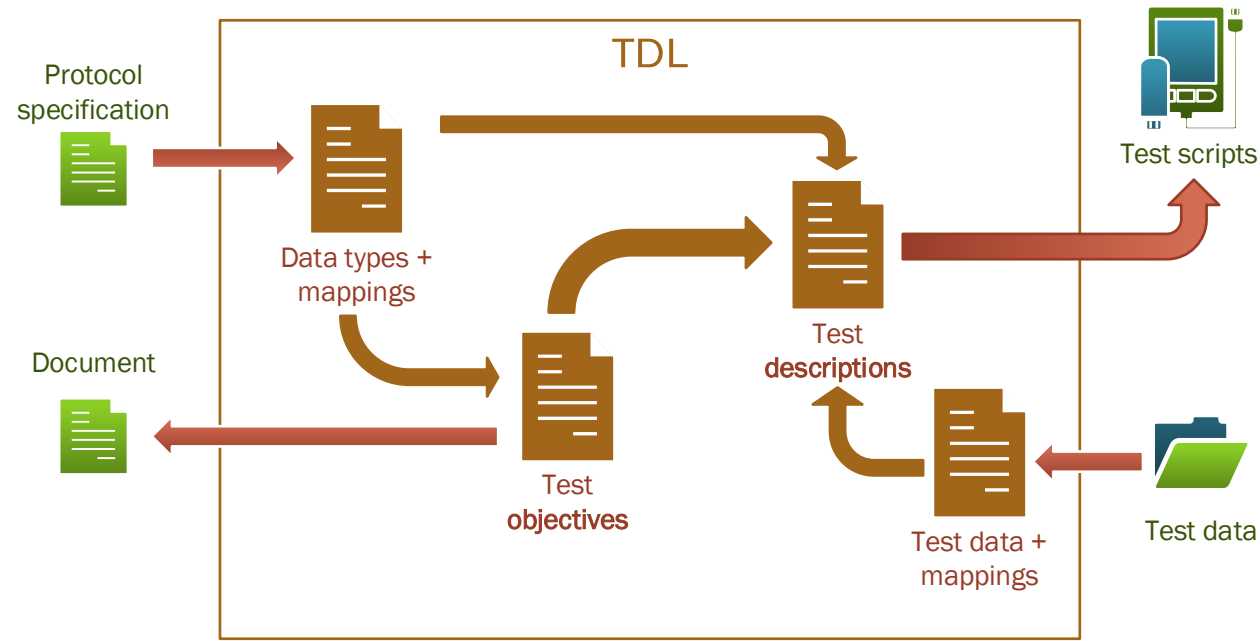 TDL
Protocol
specification
Test scripts
Data types +
mappings
Test
descriptions
Document
Test
objectives
Test data
Test data +
mappings